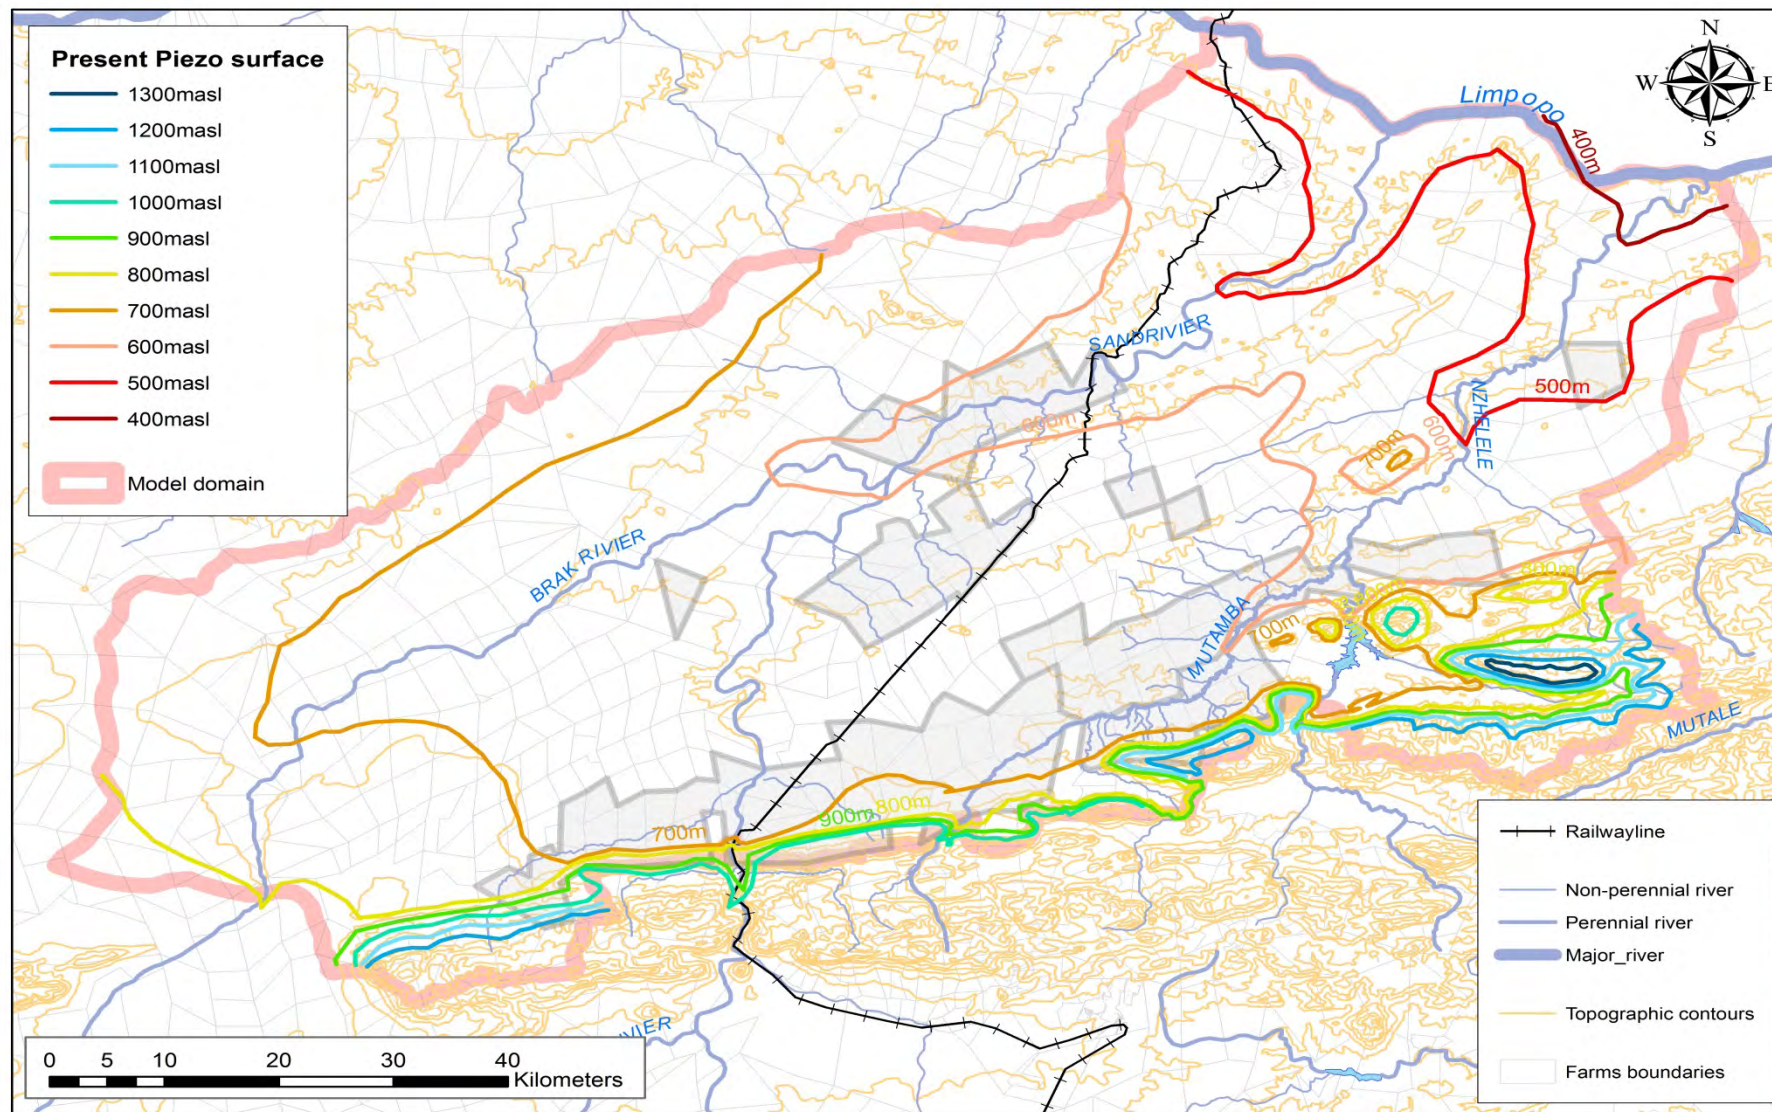 Present Piezo surface
1300masl
1200masl
1100masl
1000masl
900masl
800masl
700masl
600masl
500masl
400masl
Model domain
N
W
E
S
Limpopo
400m
SANDRIVIER
500m
NZHELELE
600m
700m
600m
BRAK RIVIER
800m
MUTAMBA
700m
MUTALE
700m
900m
800m
Railwayline
Non-perennial river
Perennial river
Major_river
Topographic contours
Farms boundaries
0 5 10 20 30 40
Kilometers